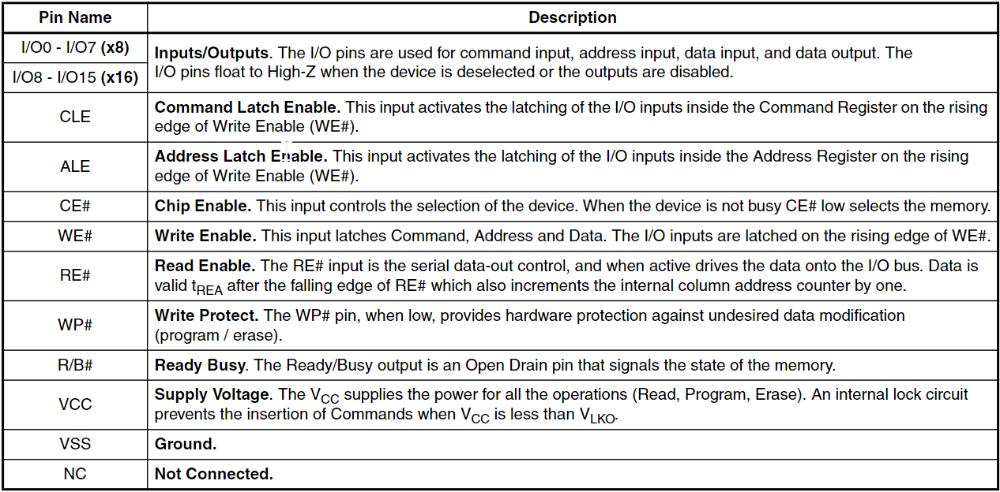 Pin Name Description
I/O0 - I/O7 (x8)
I/O8 - I/O15 (x16)
Inputs/Outputs. The I/O pins are used for command input, address input, data input, and data output. The
I/O pins float to High-Z when the device is deselected or the outputs are disabled.
CLE
Command Latch Enable. This input activates the latching of the I/O inputs inside the Command Register on the rising
edge of Write Enable (WE#).
ALE
Address Latch Enable. This input activates the latching of the I/O inputs inside the Address Register on the rising
edge of Write Enable (WE#).
CE# Chip Enable. This input controls the selection of the device. When the device is not busy CE# low selects the memory.
WE# Write Enable. This input latches Command, Address and Data. The I/O inputs are latched on the rising edge of WE#.
RE#
Read Enable. The RE# input is the serial data-out control, and when active drives the data onto the I/O bus. Data is
valid tREA after the falling edge of RE# which also increments the internal column address counter by one.
WP#
Write Protect. The WP# pin, when low, provides hardware protection against undesired data modification
(program / erase).
R/B# Ready Busy. The Ready/Busy output is an Open Drain pin that signals the state of the memory.
VCC
Supply Voltage. The VCC supplies the power for all the operations (Read, Program, Erase). An internal lock circuit
prevents the insertion of Commands when VCC is less than VLKO.
VSS Ground.
NC Not Connected.